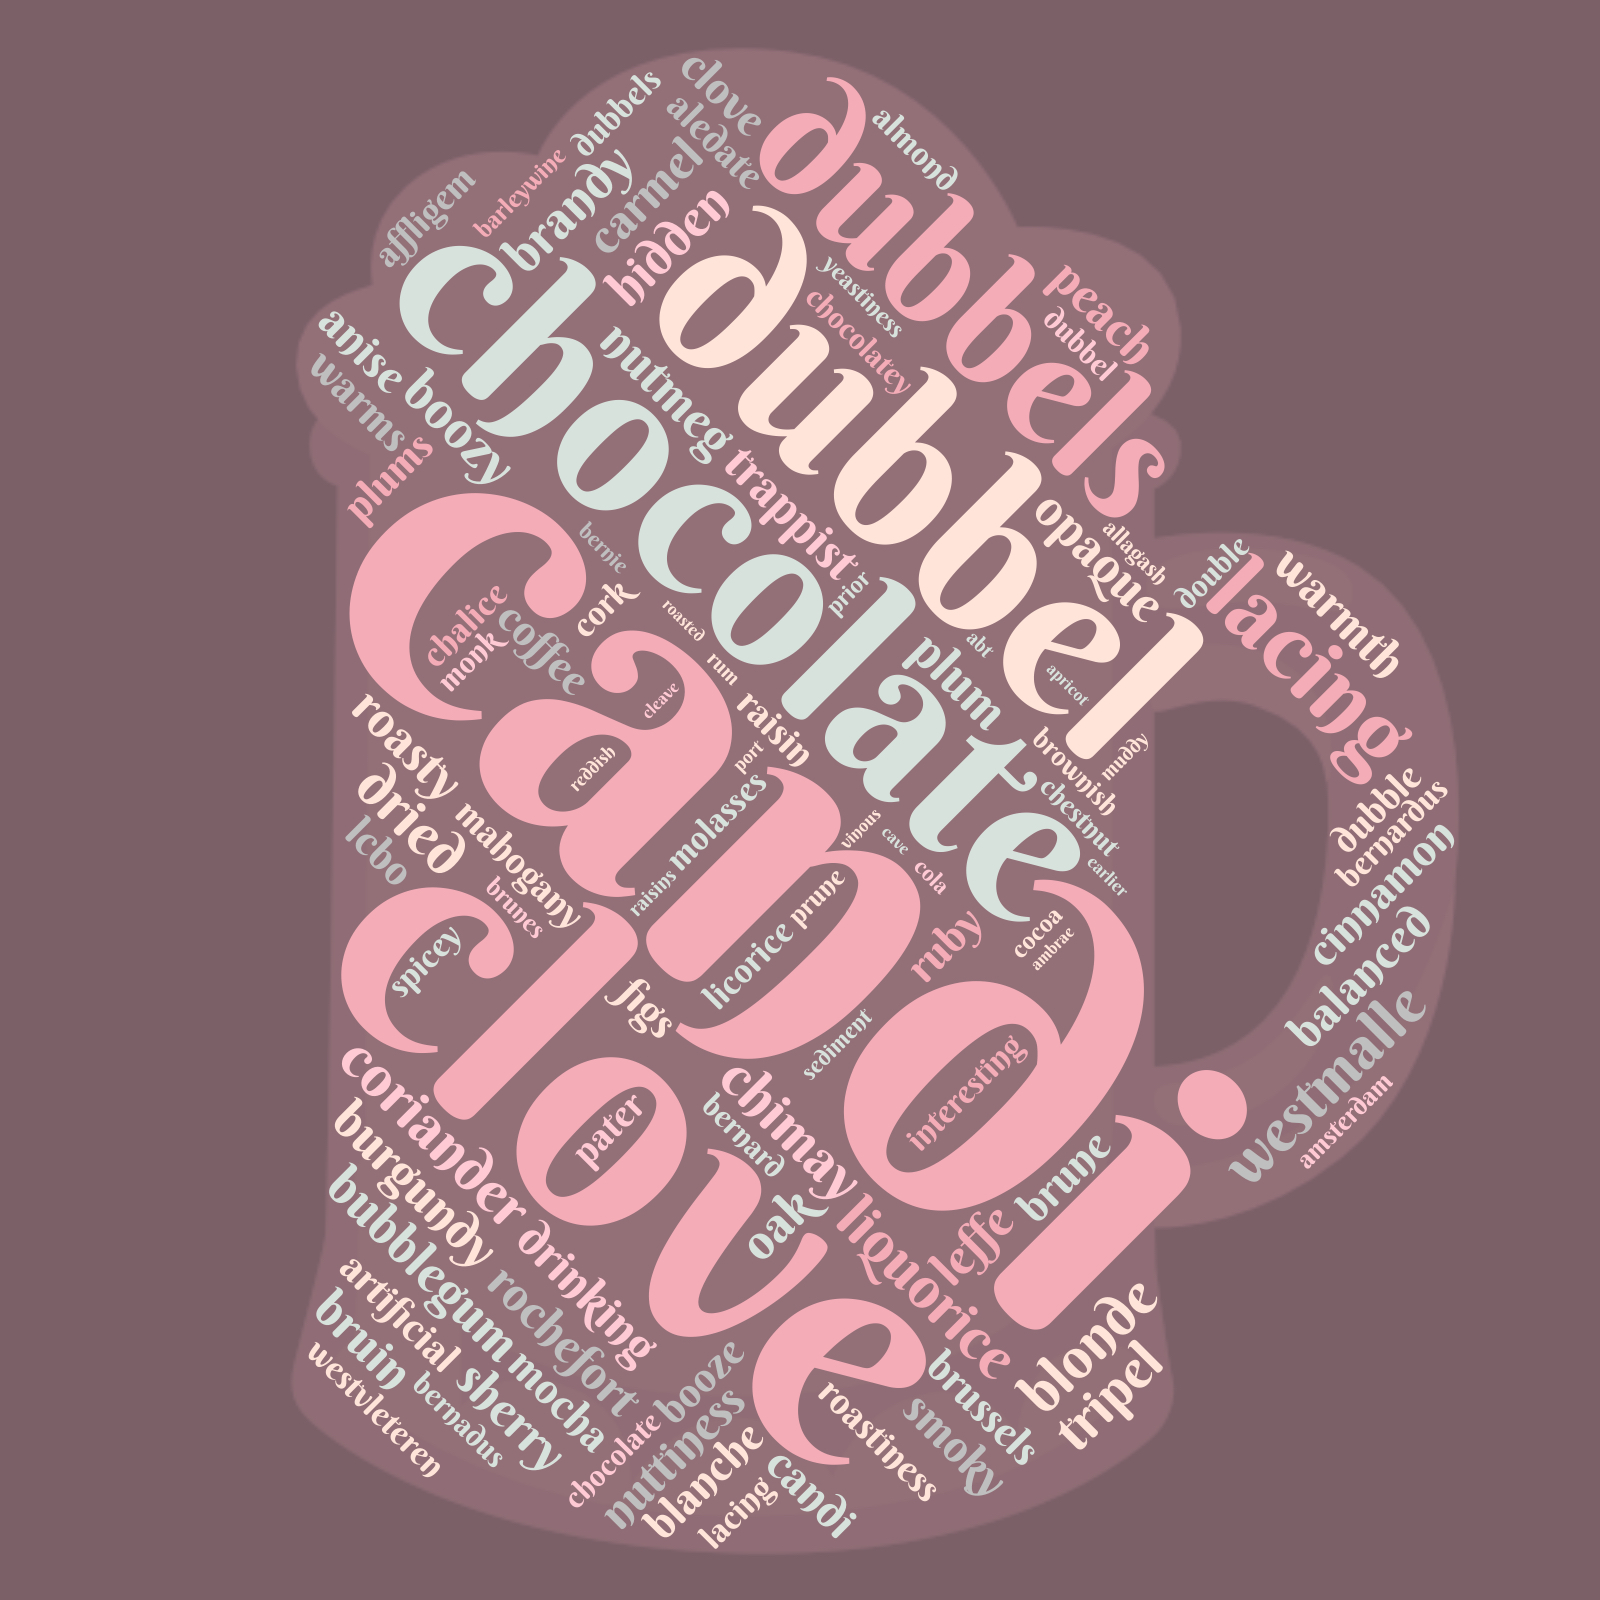 clove
aledate
dubbels
almond
dubbels
barleywine
affligem
brandy
carmel
hidden
dubbel
yeastiness
chocolatey
peach
dubbel
chocolate
anise
warms
boozy
plums
nutmeg
trappist
opaque
allagash
double
lacing
warmth
candi
bernie
cork
prior
chalice
monk
coffee
roasted
rum
cleave
abt
apricot
plum
raisin
port
reddish
brownish
muddy
chestnut
earlier
roasty
dried
mahogany
lcbo
brunes
raisins
molasses
vinous
cave
cola
dubble
bernardus
cinnamon
balanced
westmalle
amsterdam
clove
spicey
licorice
prune
ruby
cocoa
ambrae
figs
sediment
interesting
coriander
pater
chimay
bernard
brune
burgundy
oak
liquorice
leffe
drinking
bubblegum
rochefort
artificial
mocha
bruin
sherry
bernadus
westvleteren
booze
chocolate
nuttiness
blanche
lacing
candi
roastiness
brussels
smoky
blonde
tripel